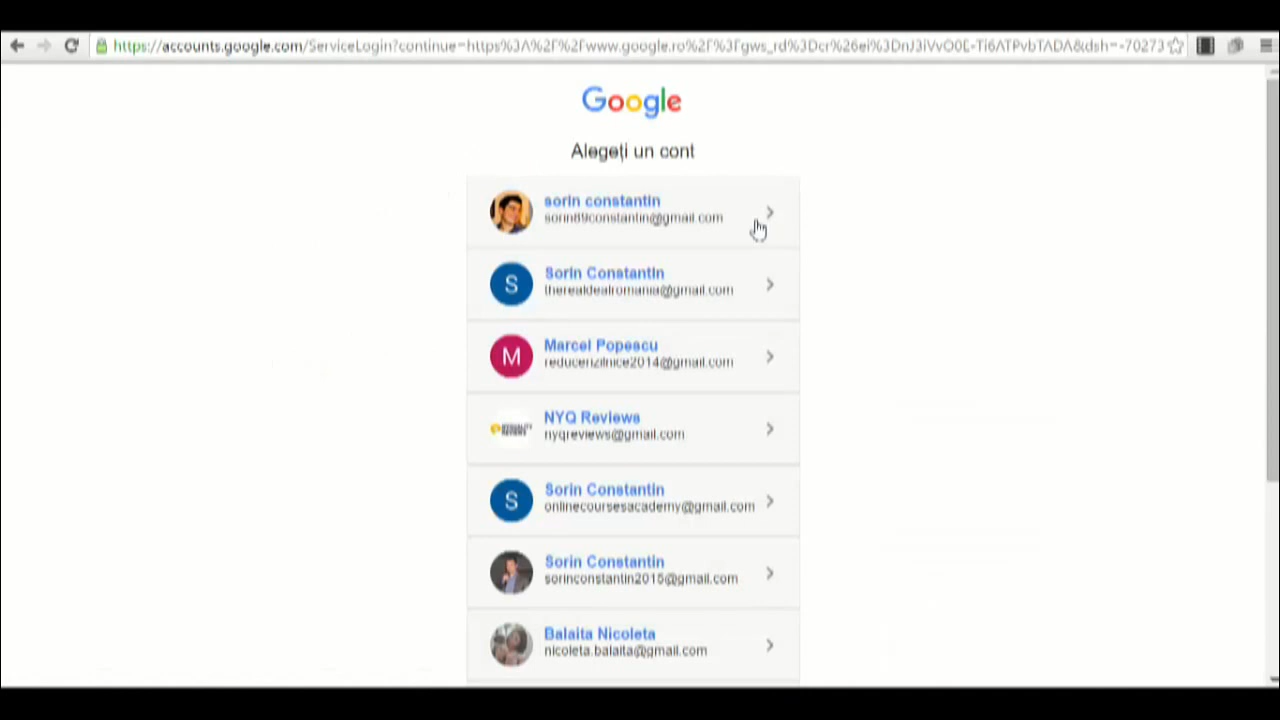 https://accounts.google.com/ServiceLogin?continue=https%3A%2F%2Fwww.google.ro%2F%3Fgws_rd%3Dcr%26ei%3DnJ3iVvO0E-Ti6ATPvbTADA&dsh=-70273
Google
Alegeți un cont
sorin constantin
sorin89constantin@gmail.com
S
Sorin Constantin
therealdealromania@gmail.com
M
Marcel Popescu
reducerizilnice2014@gmail.com
NYQ Reviews
nyqreviews@gmail.com
S
Sorin Constantin
onlinecoursesacademy@gmail.com
Sorin Constantin
sorinconstantin2015@gmail.com
Balaita Nicoleta
nicoleta.balaita@gmail.com